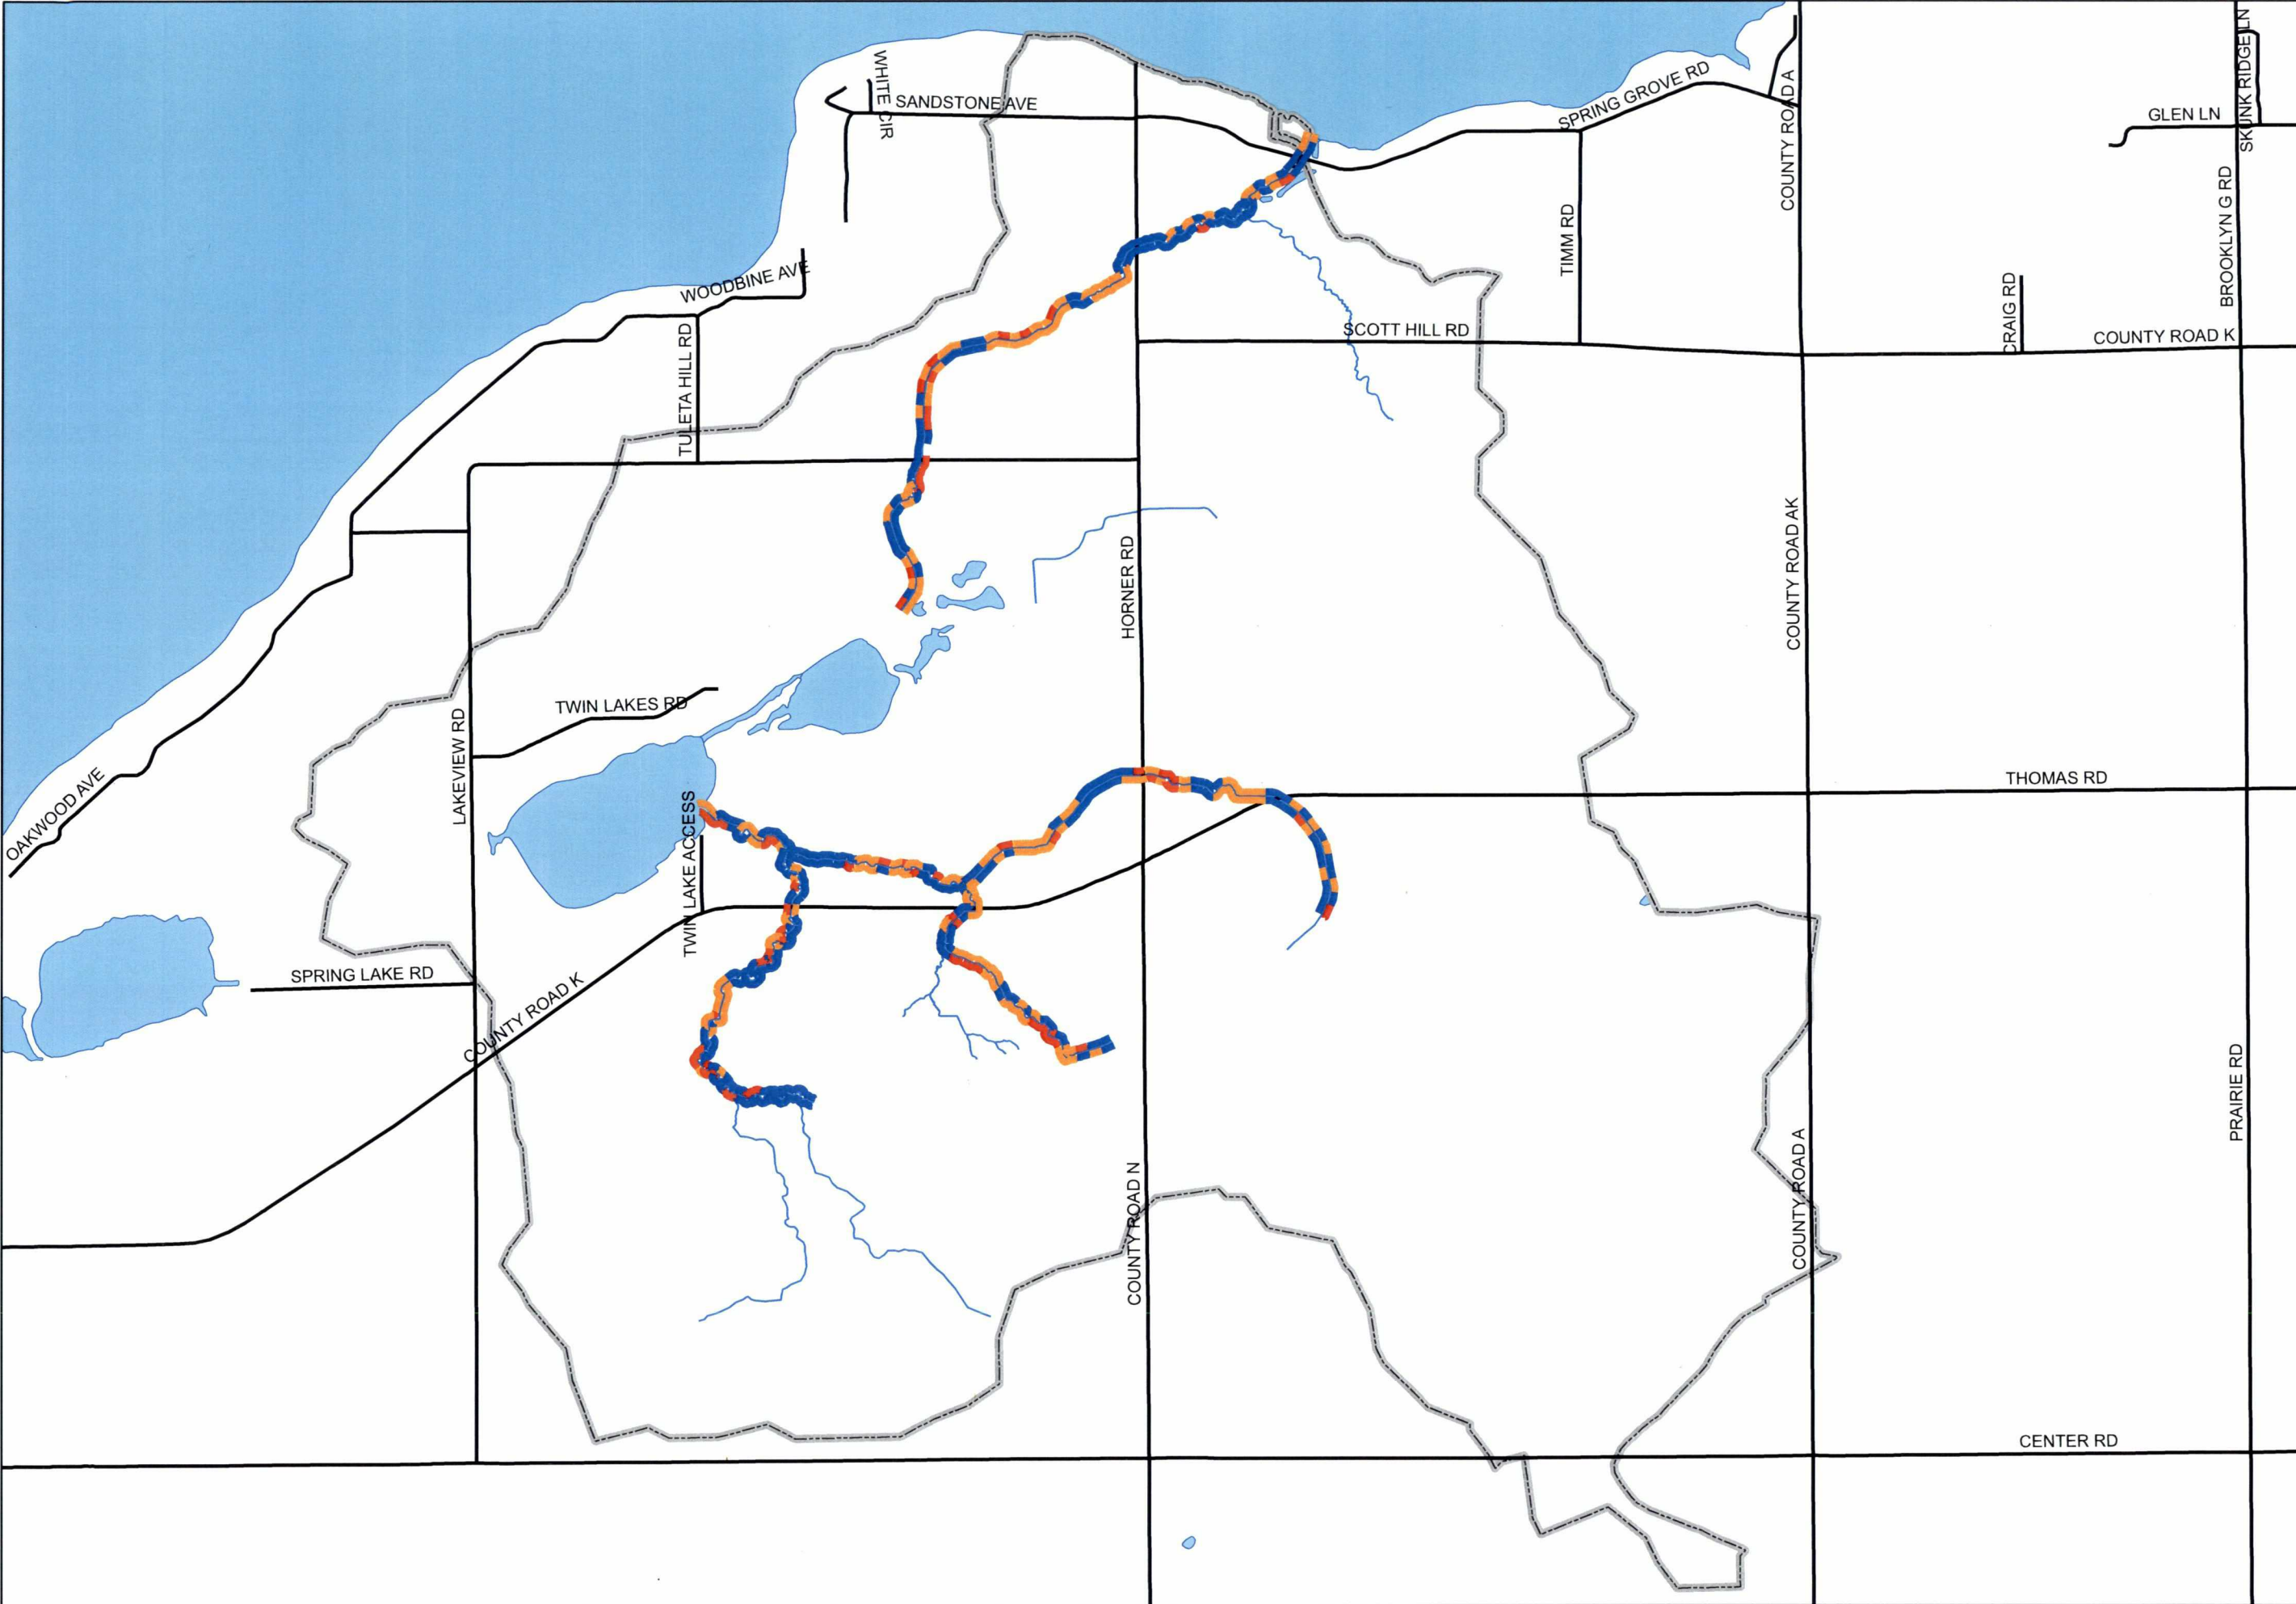 SKUNK RIDGE LN
WHITE CIR
SANDSTONE AVE
SPRING GROVE RD
COUNTY ROAD A
GLEN LN
BROOKLYN G RD
TIMM RD
WOODBINE AVE
TULETA HILL RD
SCOTT HILL RD
CRAIG RD
COUNTY ROAD K
HORNER RD
COUNTY ROAD AK
TWIN LAKES RD
LAKEVIEW RD
OAKWOOD AVE
THOMAS RD
TWIN LAKE ACCESS
SPRING LAKE RD
COUNTY ROAD K
PRAIRIE RD
COUNTY ROAD N
COUNTY ROAD A
CENTER RD